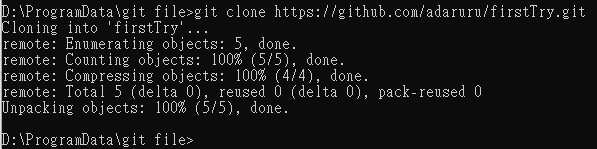 D:\ProgramData\git file>git clone https://github.com/adaruru/firstTry.git
Cloning into 'firstTry'...
remote: Enumerating objects: 5, done.
remote: Counting objects: 100% (5/5), done.
remote: Compressing objects: 100% (4/4), done.
remote: Total 5 (delta 0), reused 0 (delta 0), pack-reused 0
Unpacking objects: 100% (5/5), done.
D:\ProgramData\git file>